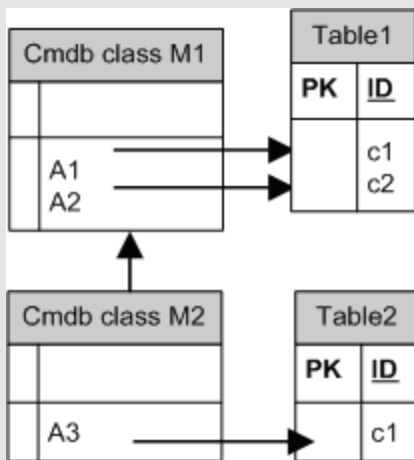 Cmdb class M1
A1
A2
Table1
PK ID
c1
c2
Cmdb class M2
A3
Table2
PK ID
c1